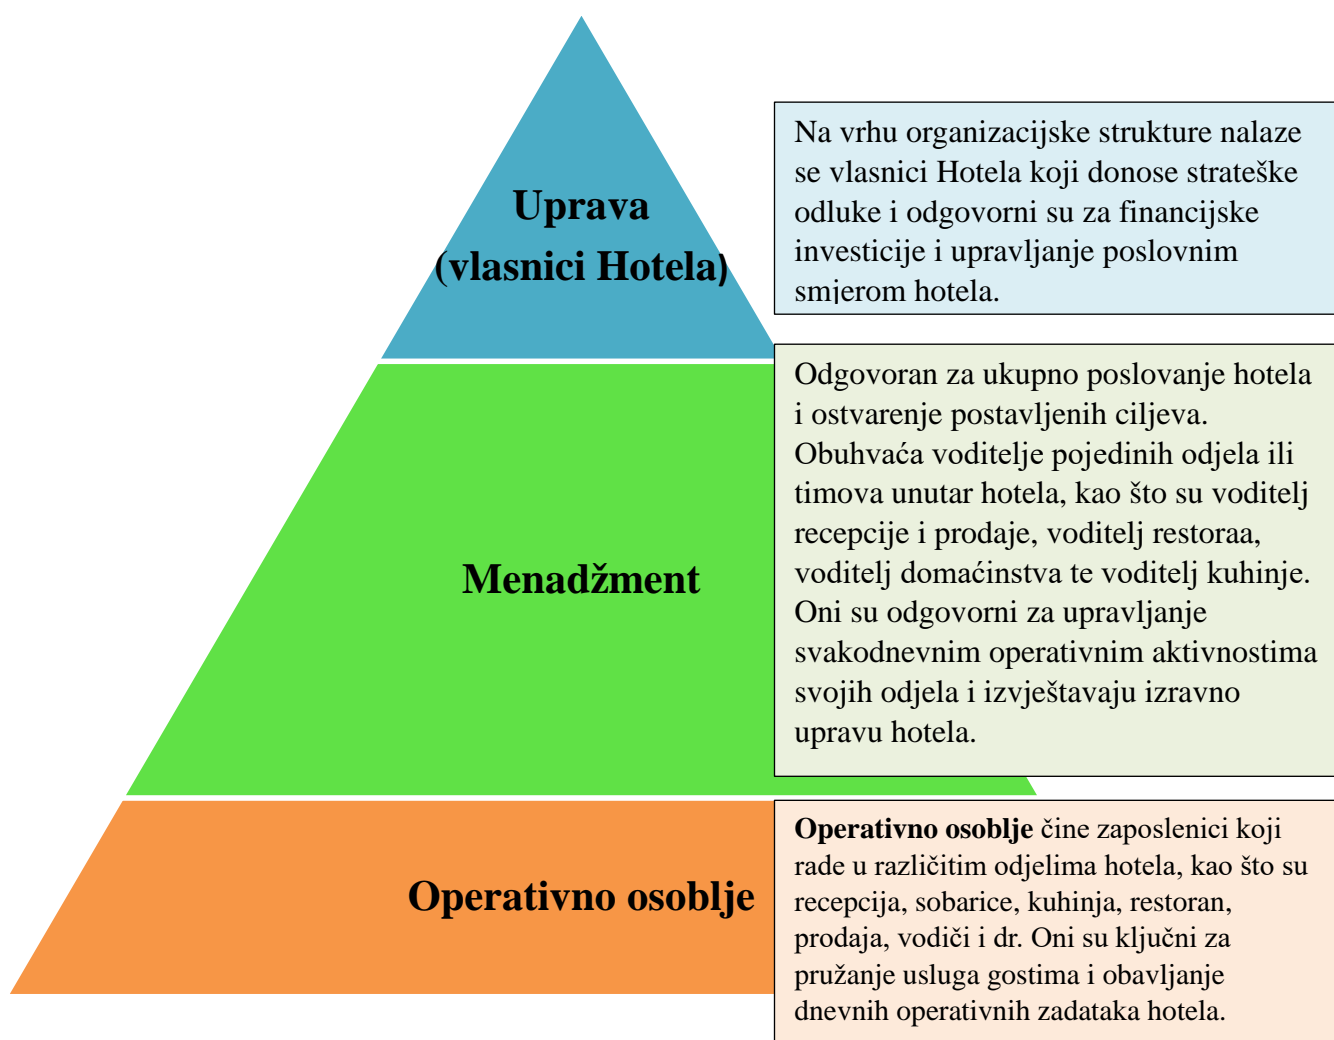 Uprava
(vlasnici Hotela)
Na vrhu organizacijske strukture nalaze
se vlasnici Hotela koji donose strateške
odluke i odgovorni su za financijske
investicije i upravljanje poslovnim
smjerom hotela.
Menadžment
Odgovoran za ukupno poslovanje hotela
i ostvarenje postavljenih ciljeva.
Obuhvaća voditelje pojedinih odjela ili
timova unutar hotela, kao što su voditelj
recepcije i prodaje, voditelj restoraa,
voditelj domaćinstva te voditelj kuhinje.
Oni su odgovorni za upravljanje
svakodnevnim operativnim aktivnostima
svojih odjela i izvještavaju izravno
upravu hotela.
Operativno osoblje
Operativno osoblje čine zaposlenici koji
rade u različitim odjelima hotela, kao što su
recepcija, sobarice, kuhinja, restoran,
prodaja, vodiči i dr. Oni su ključni za
pružanje usluga gostima i obavljanje
dnevnih operativnih zadataka hotela.